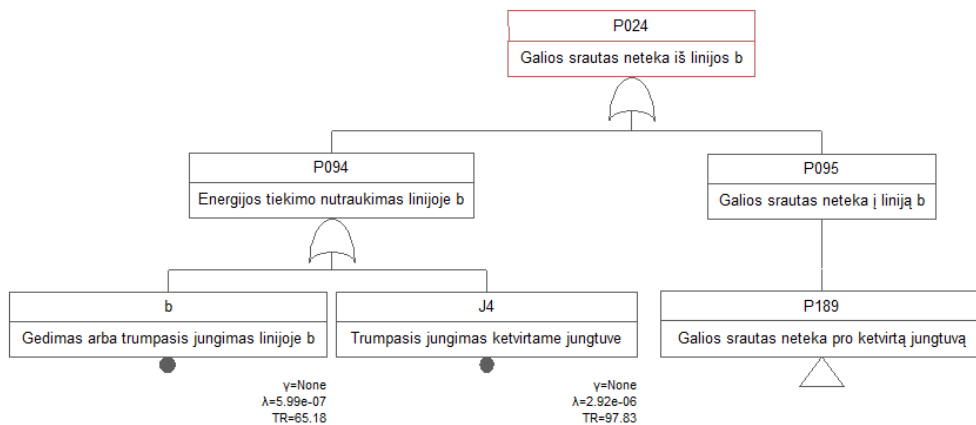 P024
Galios srautas neteka iš linijos b
P094
Energijos tiekimo nutraukimas linijoje b
P095
Galios srautas neteka į liniją b
b
Gedimas arba trumpasis jungimas linijoje b
J4
Trumpasis jungimas ketvirtame jungtuve
P189
Galios srautas neteka pro ketvirtą jungtuvą
γ=None
λ=5.99e-07
TR=65.18
γ=None
λ=2.92e-06
TR=97.83